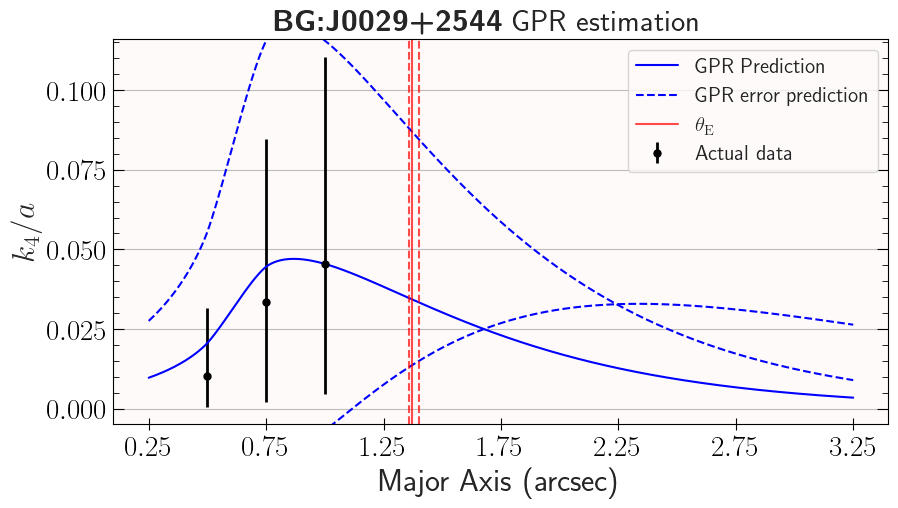 BG:J0029+2544 GPR estimation
GPR Prediction
GPR error prediction
θ_E
Actual data
k_4/a
0.100
0.075
0.050
0.025
0.000
0.25 0.75 1.25 1.75 2.25 2.75 3.25
Major Axis (arcsec)